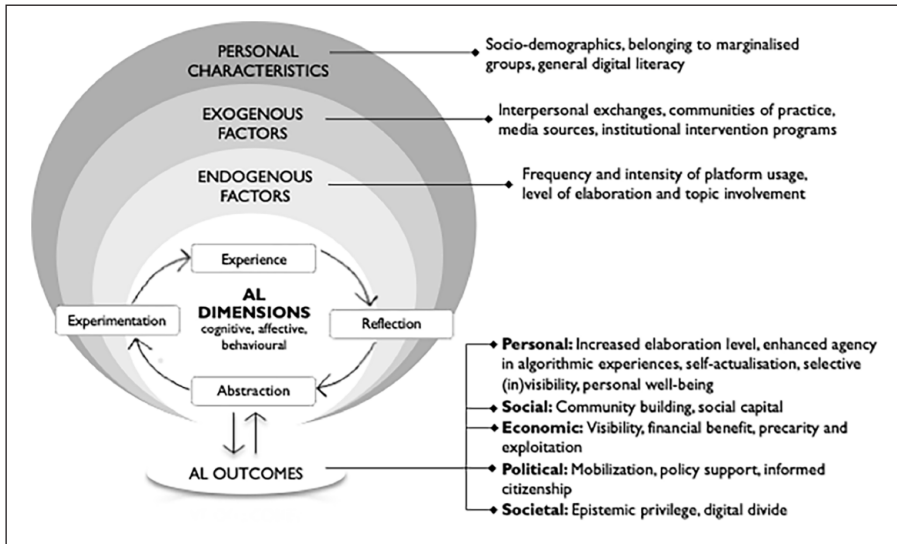 PERSONAL
CHARACTERISTICS
Socio-demographics, belonging to marginalised
groups, general digital literacy
EXOGENOUS
FACTORS
Interpersonal exchanges, communities of practice,
media sources, institutional intervention programs
ENDOGENOUS
FACTORS
Frequency and intensity of platform usage,
level of elaboration and topic involvement
Experience
AL
DIMENSIONS
cognitive, affective,
behavioural
Experimentation
Reflection
Abstraction
AL OUTCOMES
Personal: Increased elaboration level, enhanced agency
in algorithmic experiences, self-actualisation, selective
(in)visibility, personal well-being
Social: Community building, social capital
Economic: Visibility, financial benefit, precarity and
exploitation
Political: Mobilization, policy support, informed
citizenship
Societal: Epistemic privilege, digital divide